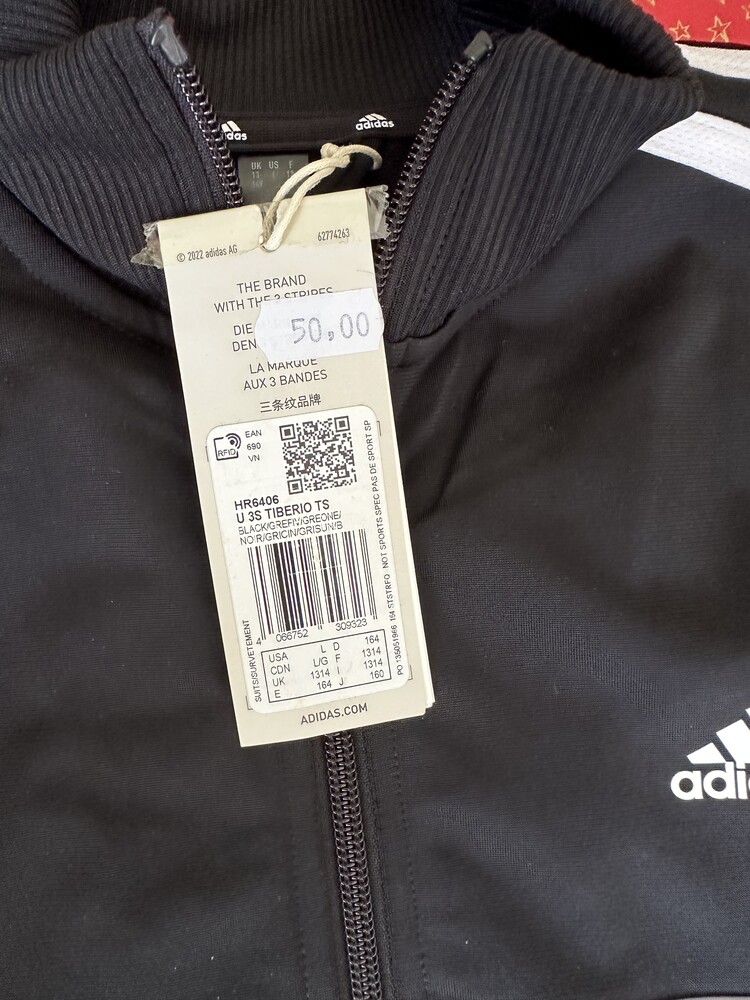 adidas
UK US F
© 2022 adidas AG
62774263
THE BRAND
WITH THE 3 STRIPES
DIE
DEN
50,00
LA MARQUE
AUX 3 BANDES
三条纹品牌
RFID
EAN
690
VN
HR6406
U 3S TIBERIO TS
BLACK/GREFIV/GREONE/
NOIR/GRICIN/GRISUN/B
4 066752 309323
USA L D 164
CDN L/G F 1314
UK 1314 I 1314
E 164 J 160
SUITS/SURVETEMENT
NOT SPORTS SPEC PAS DE SPORT SP
ADIDAS.COM
adi